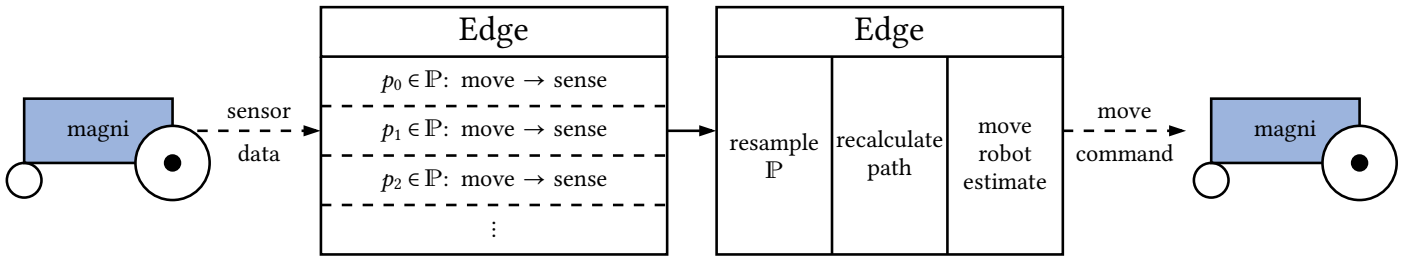 magni
sensor
data
Edge
p₀ ∈ ℙ: move → sense
p₁ ∈ ℙ: move → sense
p₂ ∈ ℙ: move → sense
⋮
Edge
resample
ℙ
recalculate
path
move
robot
estimate
move
command
magni